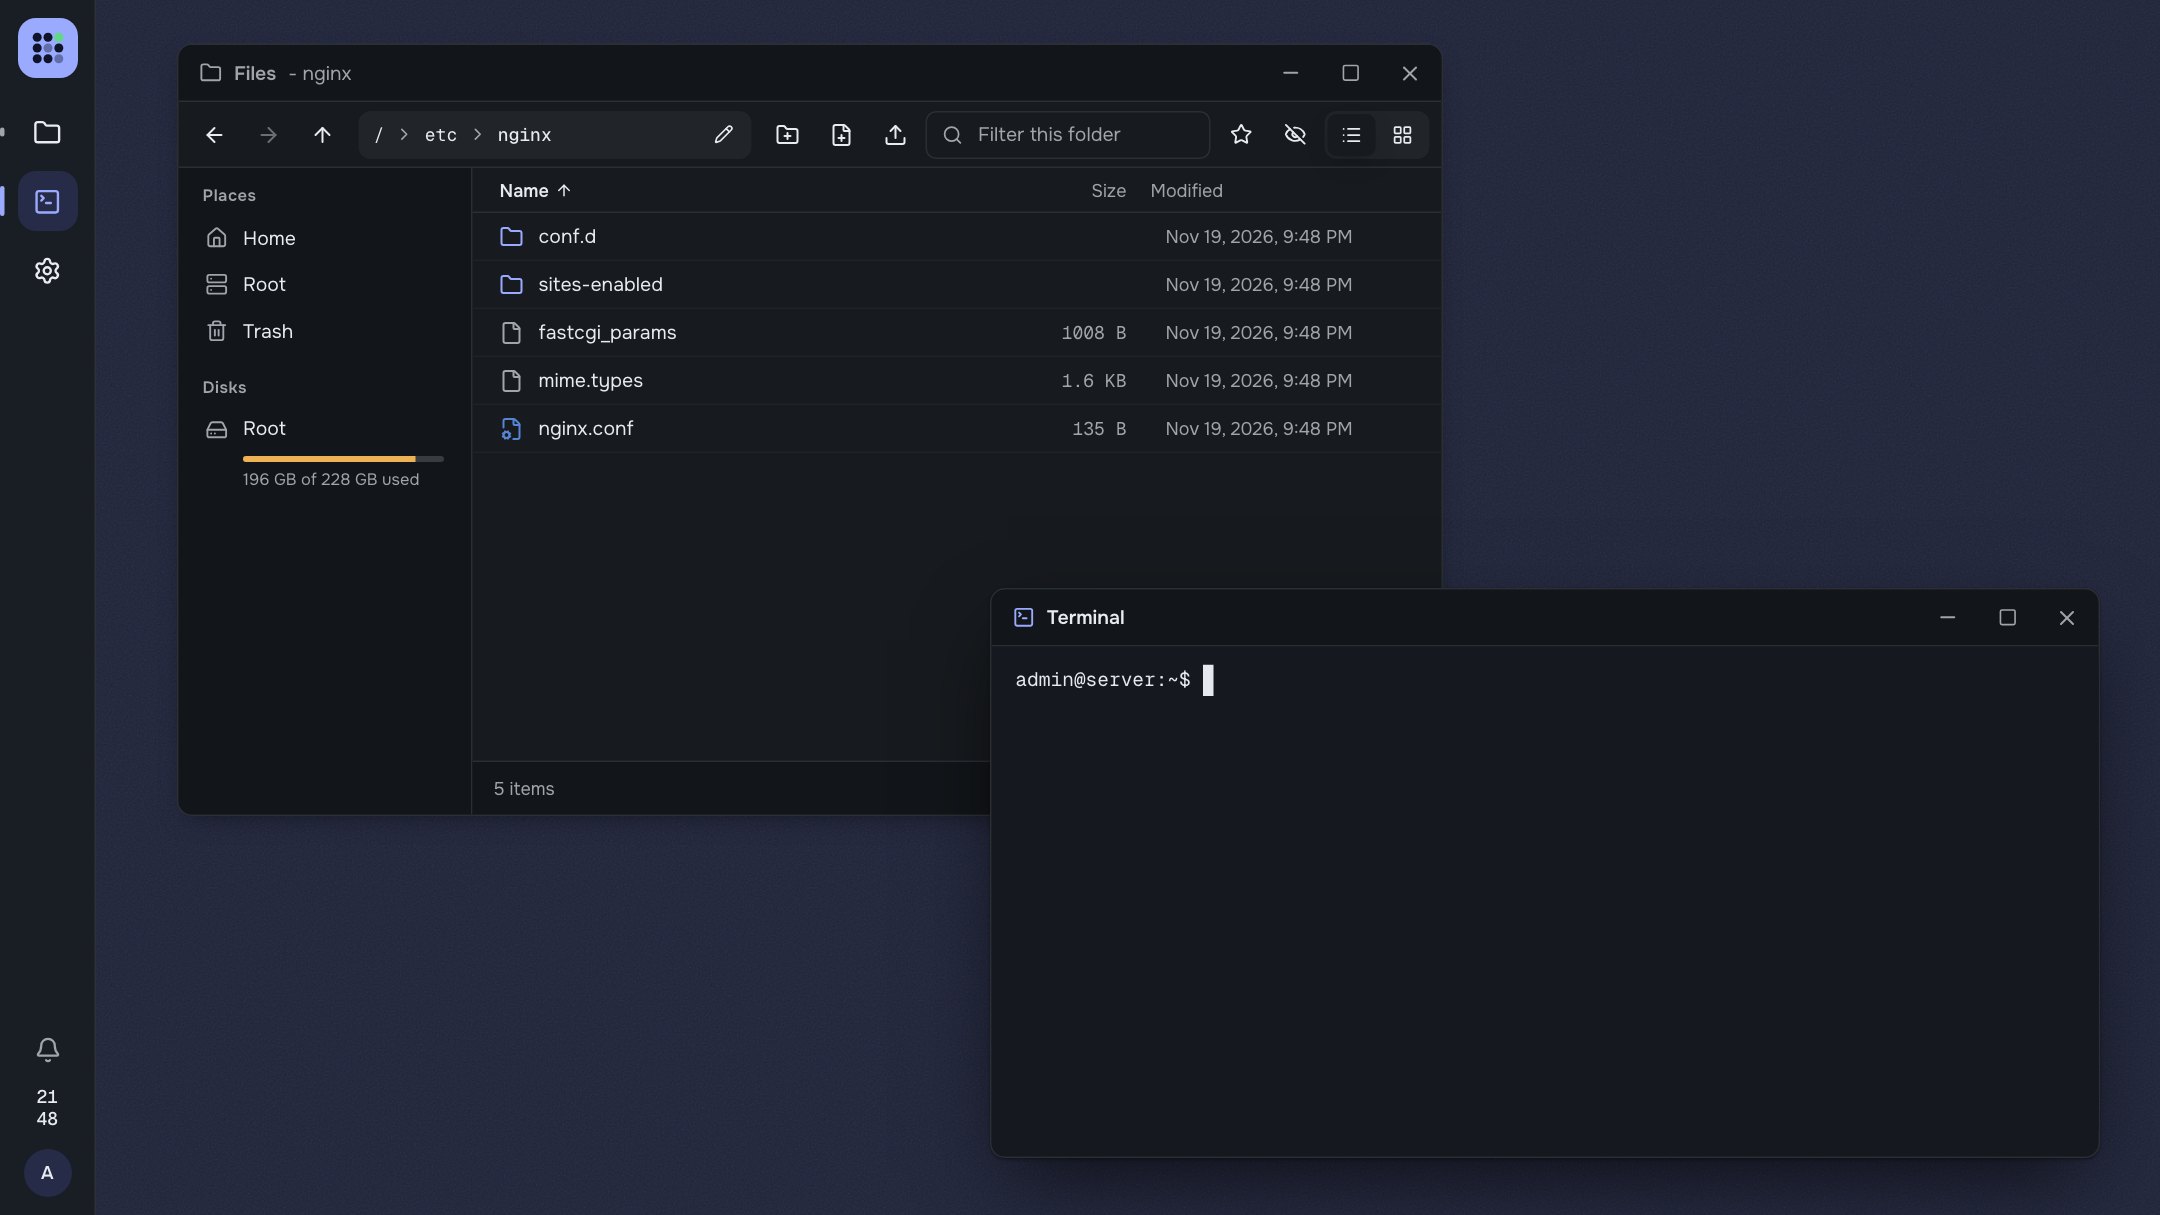 Files - nginx
/ etc nginx
Filter this folder
Places
Home
Root
Trash
Disks
Root
196 GB of 228 GB used
Name Size Modified
conf.d Nov 19, 2026, 9:48 PM
sites-enabled Nov 19, 2026, 9:48 PM
fastcgi_params 1008 B Nov 19, 2026, 9:48 PM
mime.types 1.6 KB Nov 19, 2026, 9:48 PM
nginx.conf 135 B Nov 19, 2026, 9:48 PM
5 items
Terminal
admin@server:~$
21
48
A